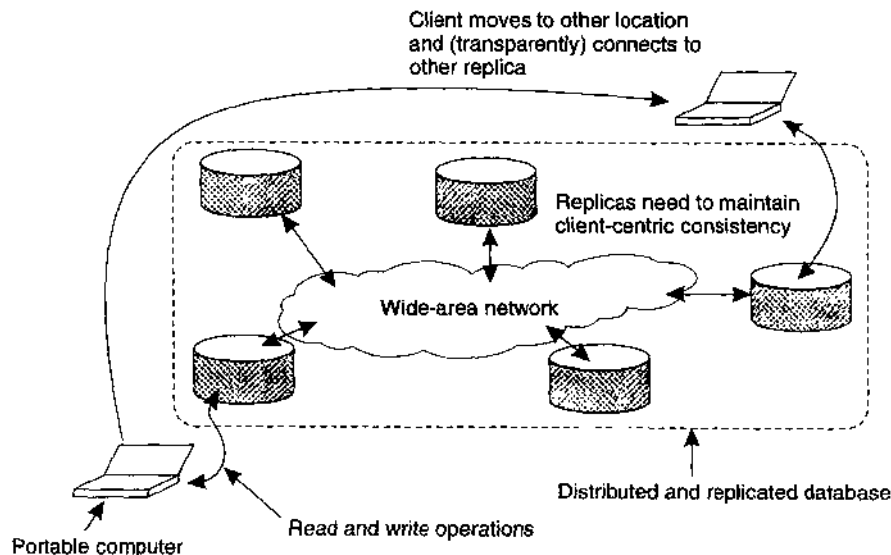 Client moves to other location
and (transparently) connects to
other replica
Replicas need to maintain
client-centric consistency
Wide-area network
Distributed and replicated database
Read and write operations
Portable computer